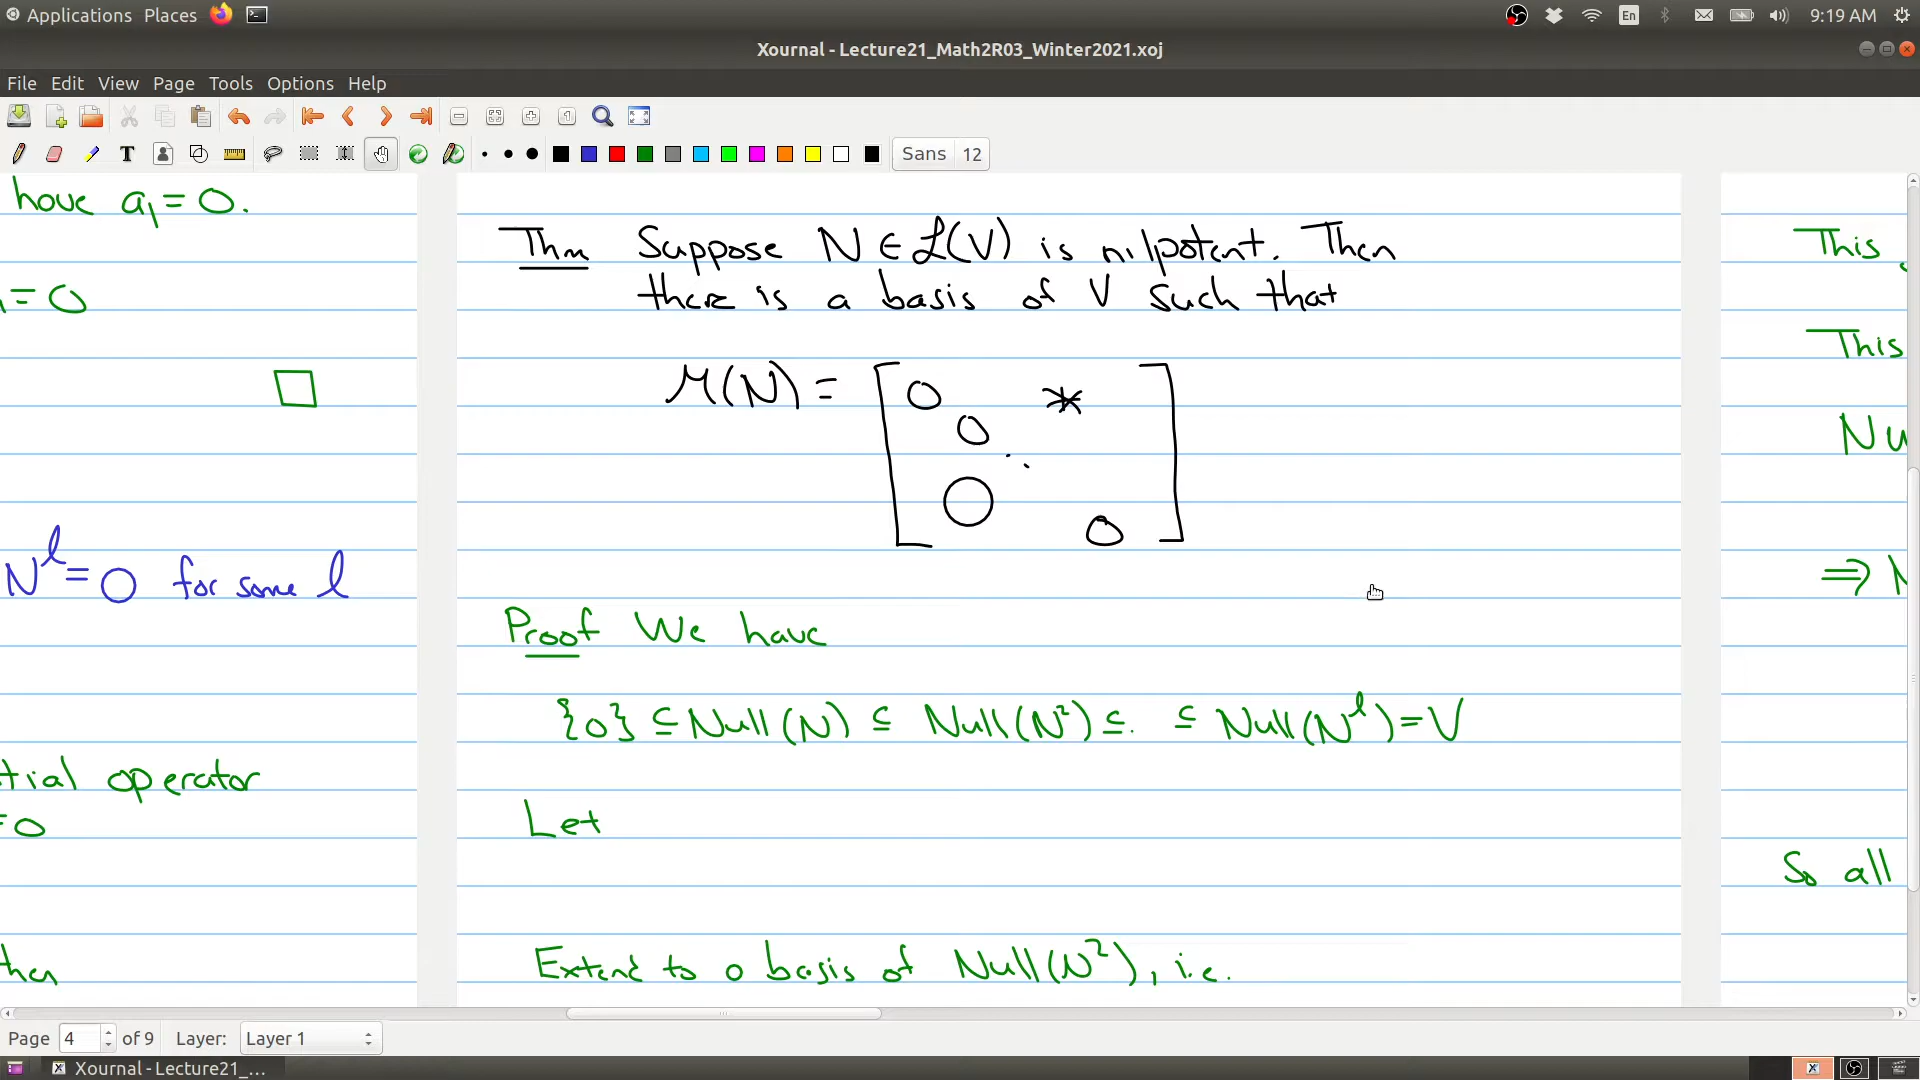 Applications Places En 9:19 AM
Xournal - Lecture21_Math2R03_Winter2021.xoj
File Edit View Page Tools Options Help
Sans 12
have a₁ = 0.
= 0
N^l = 0 for some l
tial operator
= 0
then
Thm Suppose N ∈ ℒ(V) is nilpotent. Then
there is a basis of V such that
M(N) = [ 0 *
0
⋱
0 0 ]
Proof We have
{0} ⊆ Null(N) ⊆ Null(N²) ⊆ . ⊆ Null(N^l) = V
Let
Extend to a basis of Null(N²), i.e.
This
This
Nu
⇒ N
So all
Page 4 of 9 Layer: Layer 1
Xournal - Lecture21_...